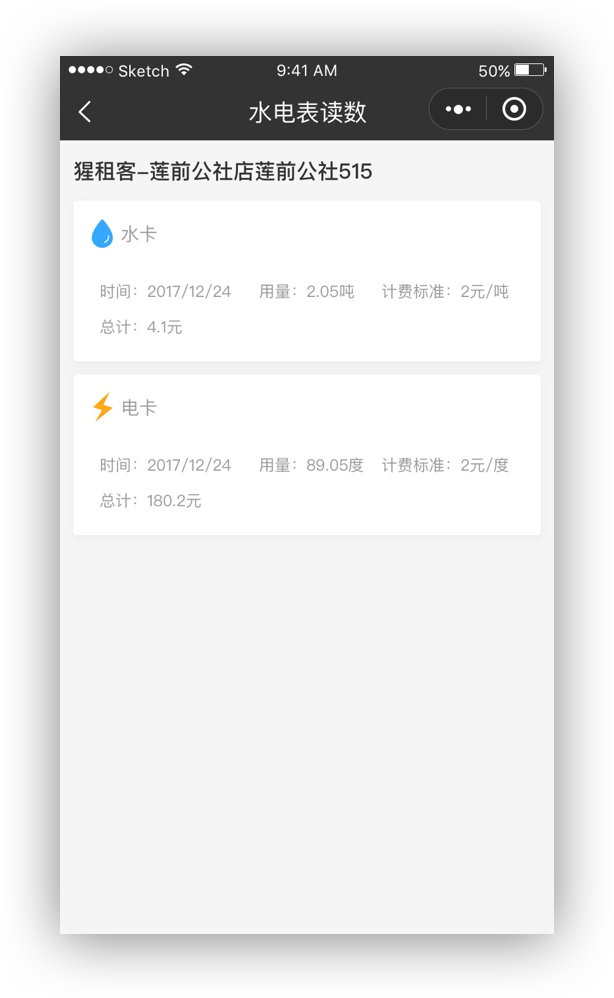 Sketch 9:41 AM 50%
水电表读数
猩租客-莲前公社店莲前公社515
水卡
时间：2017/12/24 用量：2.05吨 计费标准：2元/吨
总计：4.1元
电卡
时间：2017/12/24 用量：89.05度 计费标准：2元/度
总计：180.2元